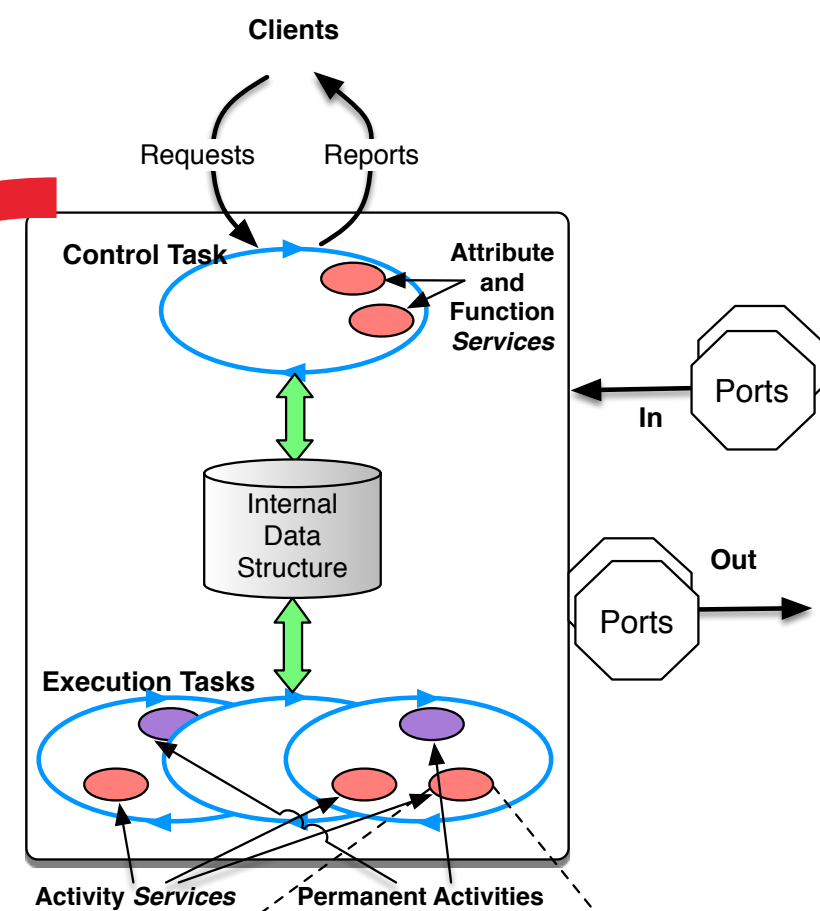 Clients
Requests
Reports
Control Task
Attribute
and
Function
Services
Ports
In
Internal
Data
Structure
Out
Ports
Execution Tasks
Activity Services
Permanent Activities